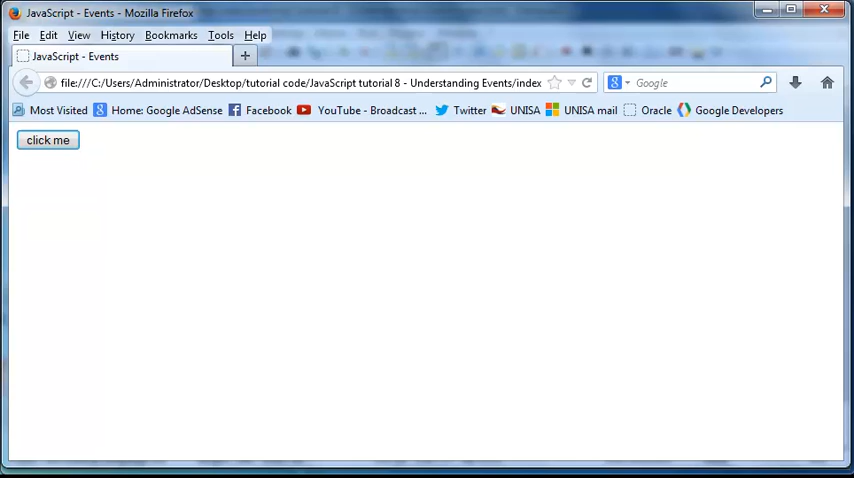 JavaScript - Events - Mozilla Firefox
File Edit View History Bookmarks Tools Help
JavaScript - Events +
file:///C:/Users/Administrator/Desktop/tutorial code/JavaScript tutorial 8 - Understanding Events/index Google
Most Visited Home: Google AdSense Facebook YouTube - Broadcast ... Twitter UNISA UNISA mail Oracle Google Developers
click me